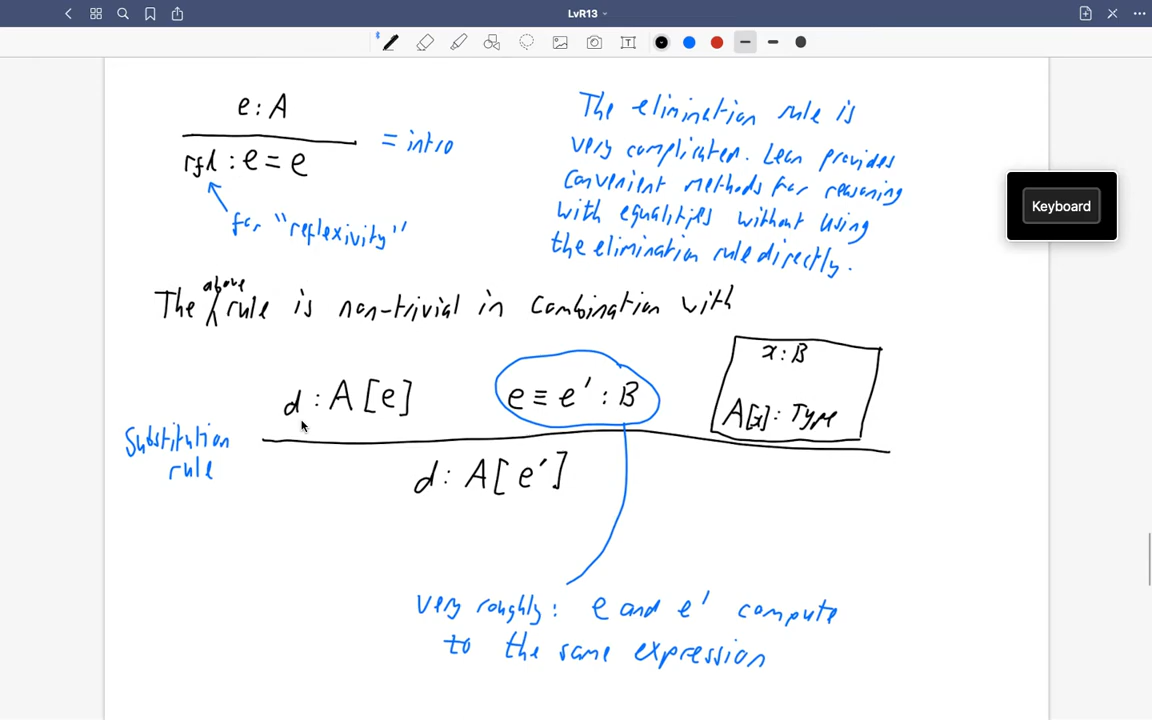 LvR13
Keyboard
e : A
rfl : e = e
= intro
for "reflexivity"
The elimination rule is
very complicated. Lean provides
convenient methods for reasoning
with equalities without using
the elimination rule directly.
above
The rule is non-trivial in combination with
d : A [e]
e ≡ e' : B
x : B
A[x] : Type
Substitution
rule
d : A [ e' ]
very roughly : e and e' compute
to the same expression